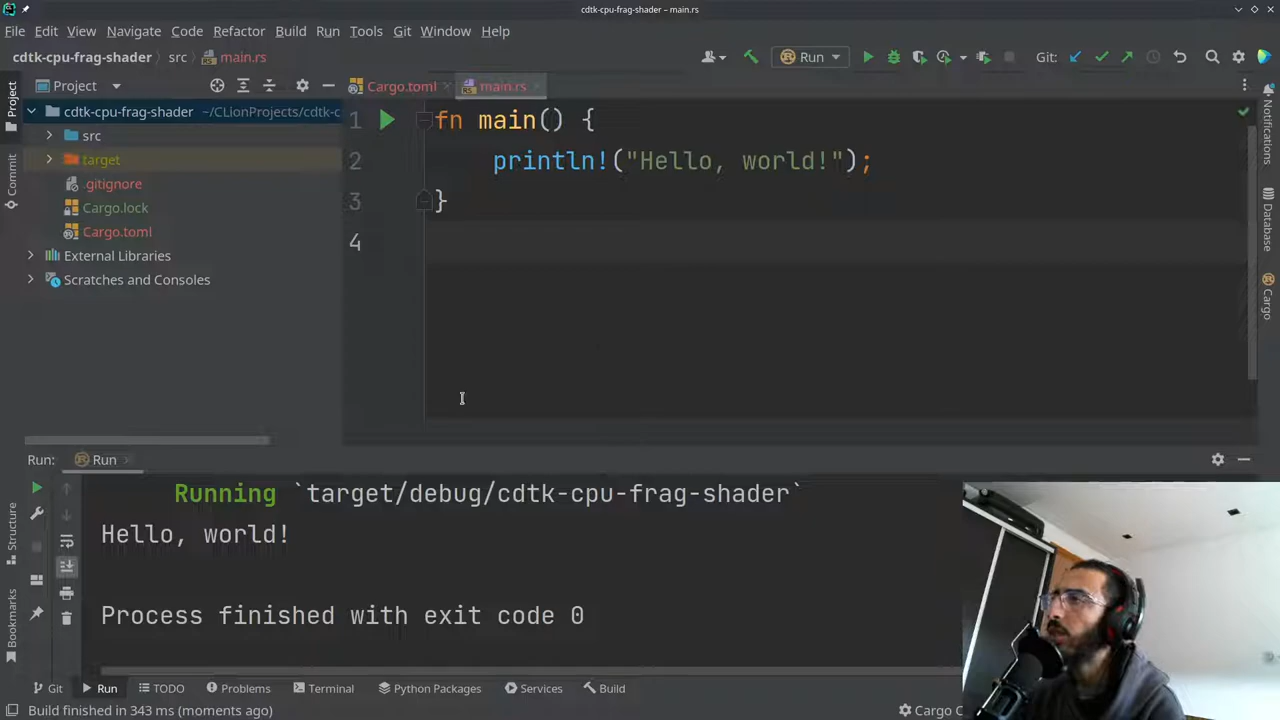 cdtk-cpu-frag-shader – main.rs
File Edit View Navigate Code Refactor Build Run Tools Git Window Help
cdtk-cpu-frag-shader src main.rs
Run Git:
Project
Cargo.toml main.rs
cdtk-cpu-frag-shader ~/CLionProjects/cdtk-c
src
target
.gitignore
Cargo.lock
Cargo.toml
External Libraries
Scratches and Consoles
1 fn main() {
2 println!("Hello, world!");
3 }
4
Project
Commit
Structure
Bookmarks
Notifications
Database
Cargo
Run: Run
Running `target/debug/cdtk-cpu-frag-shader`
Hello, world!
Process finished with exit code 0
Git Run TODO Problems Terminal Python Packages Services Build
Build finished in 343 ms (moments ago)
Cargo C